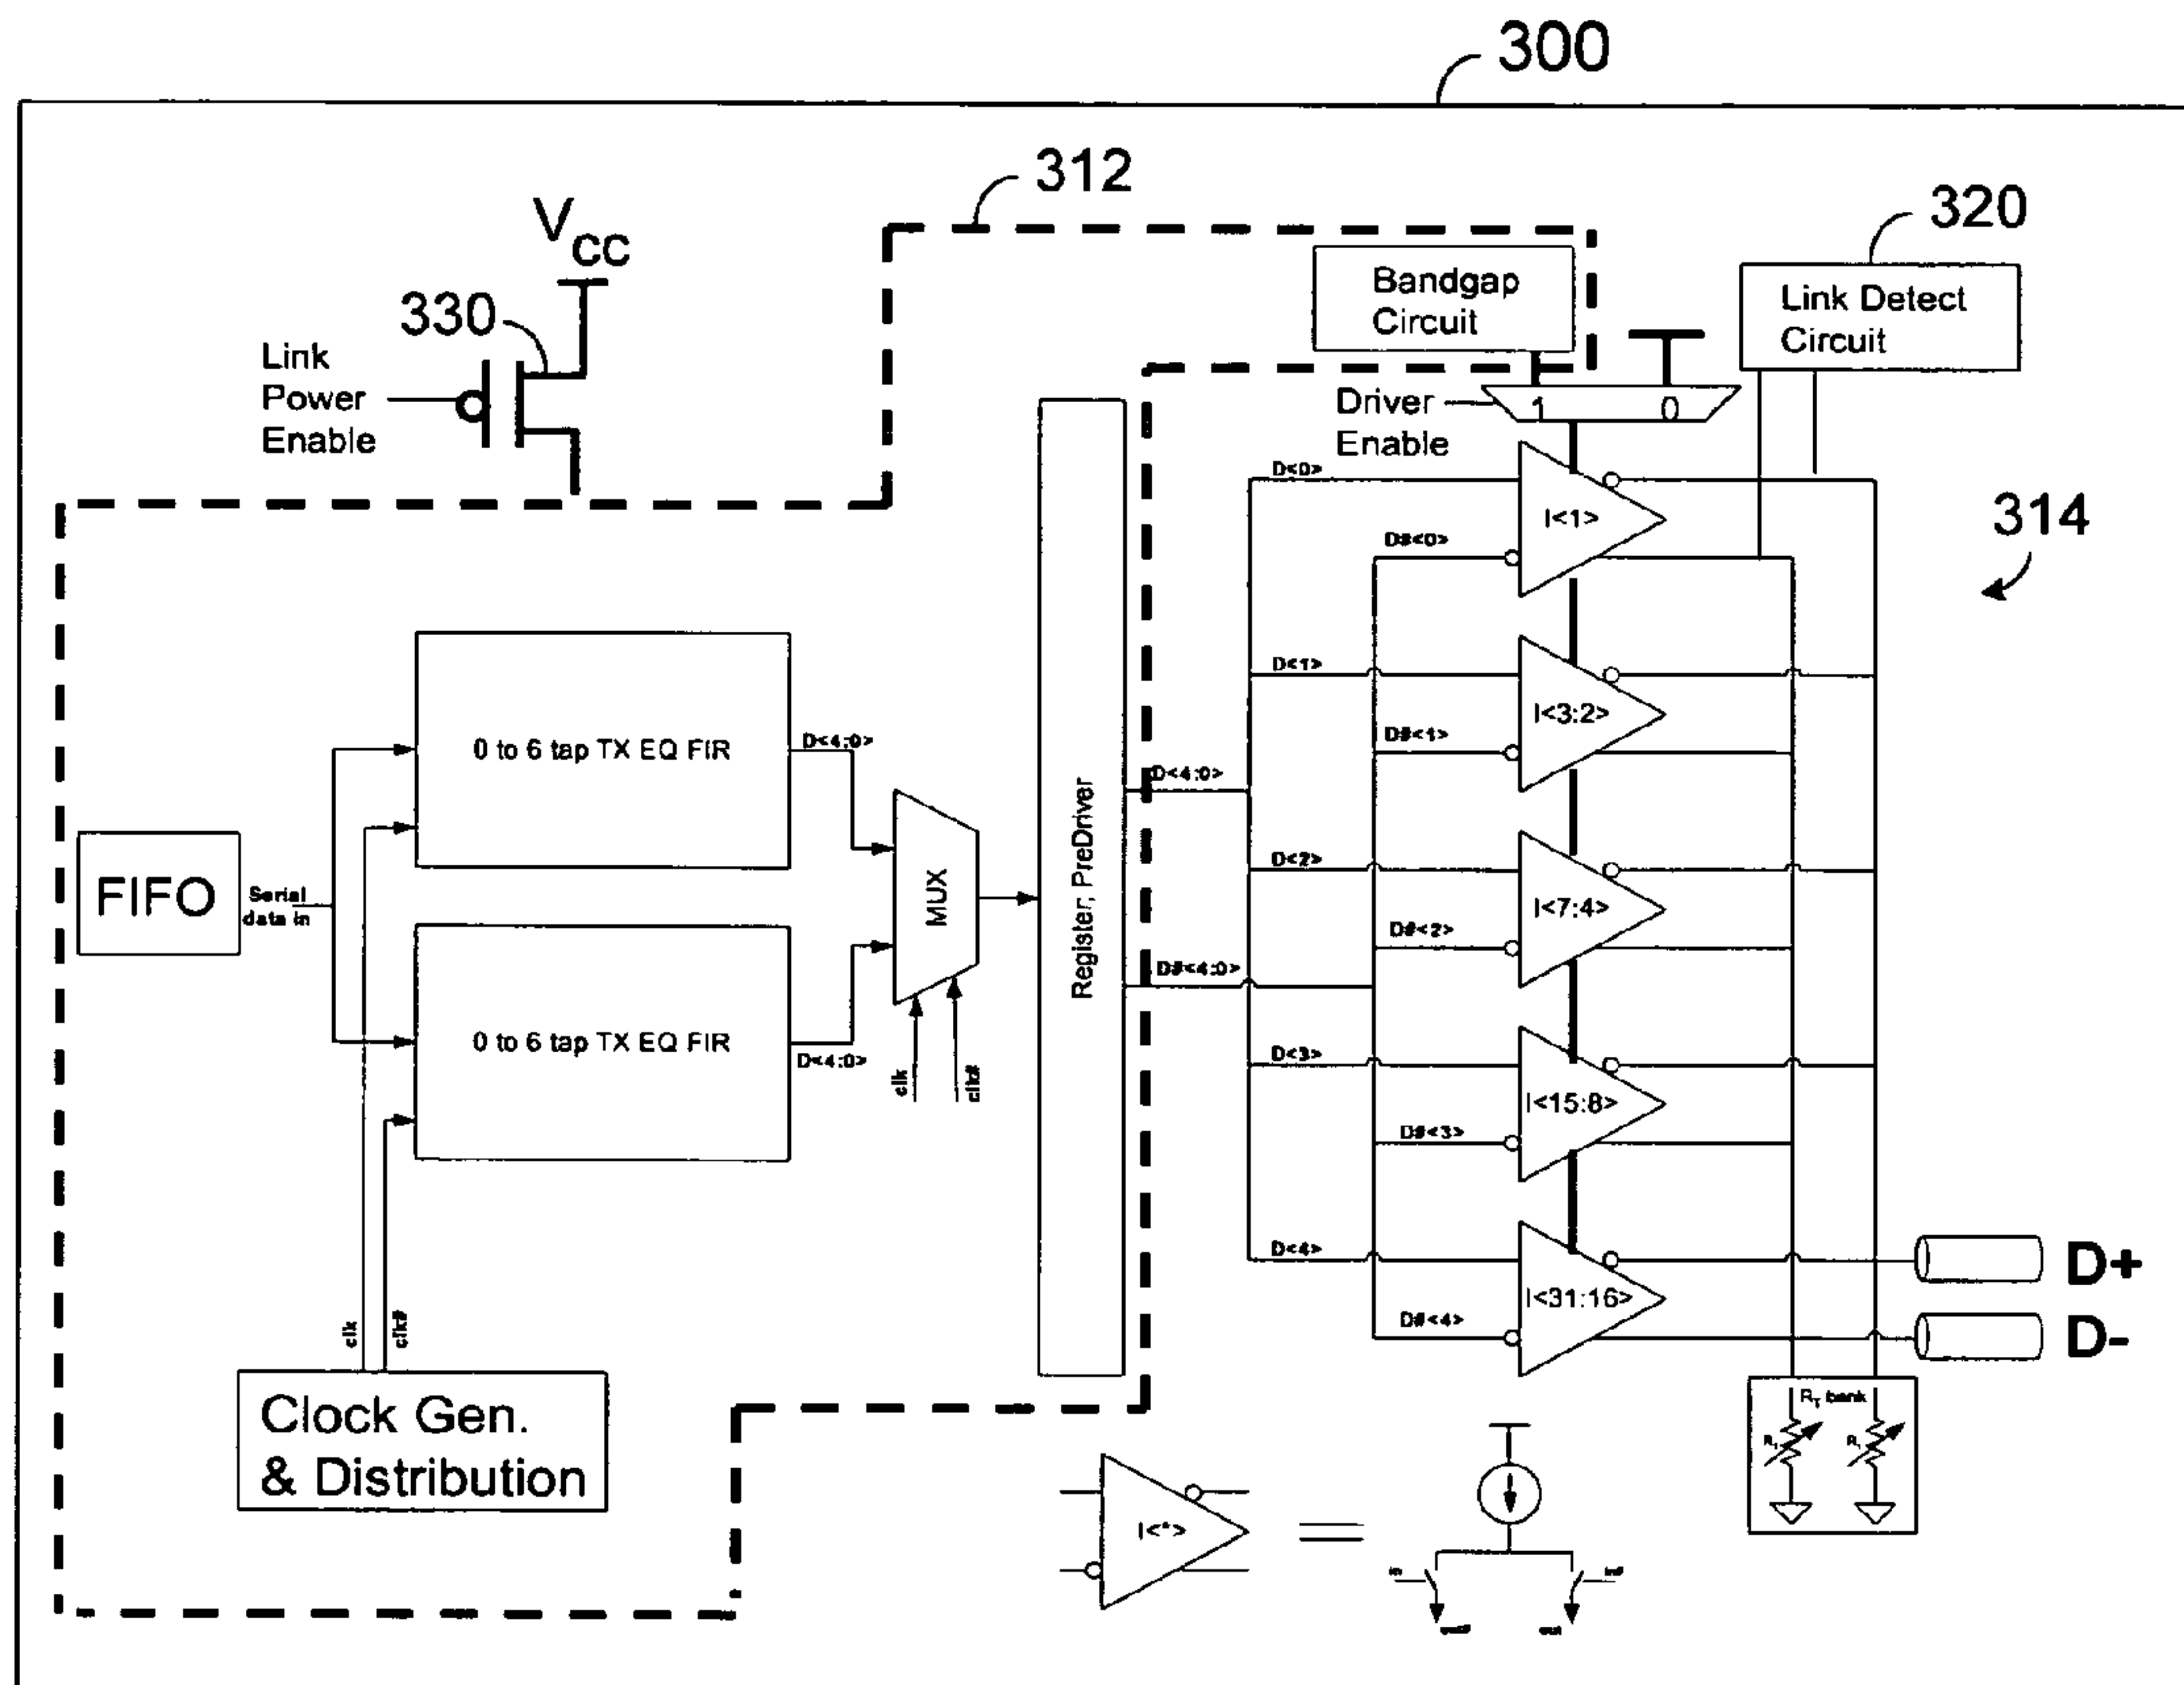 300
312
320
V
CC
Bandgap
Circuit
Link Detect
Circuit
330
Link
Power
Enable
Driver
Enable
1
0
314
D<0>
I<1>
D#<0>
D<1>
I<3:2>
D#<1>
0 to 6 tap TX EQ FIR
D<4:0>
D<4:0>
Register, PreDriver
D<2>
I<7:4>
D#<2>
FIFO
Serial
data in
MUX
D#<4:0>
0 to 6 tap TX EQ FIR
D<4:0>
clk
clk#
D<3>
I<15:8>
D#<3>
D<4>
I<31:16>
D#<4>
D+
D-
clk
clk#
Clock Gen.
& Distribution
RT bank
I<*>
in
in#
out#
out